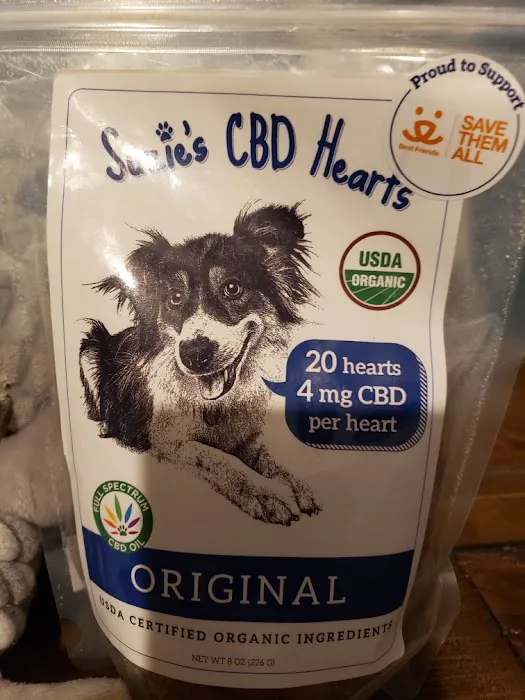 Proud to Support
Best Friends
SAVE
THEM
ALL
Suzie's CBD Hearts
USDA
ORGANIC
20 hearts
4 mg CBD
per heart
FULL SPECTRUM
CBD OIL
ORIGINAL
USDA CERTIFIED ORGANIC INGREDIENTS
NET WT 8 OZ (226 G)